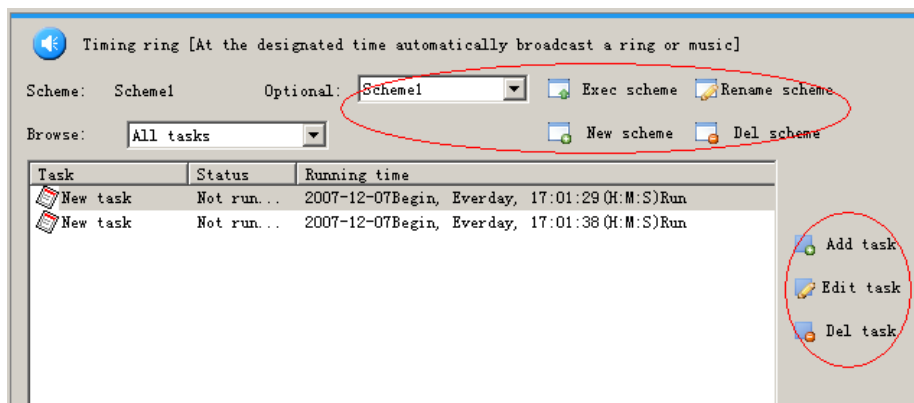 Timing ring [At the designated time automatically broadcast a ring or music]
Scheme: Scheme1 Optional: Scheme1 Exec scheme Rename scheme
Browse: All tasks New scheme Del scheme
Task Status Running time
New task Not run... 2007-12-07Begin, Everday, 17:01:29(H:M:S)Run
New task Not run... 2007-12-07Begin, Everday, 17:01:38(H:M:S)Run
Add task
Edit task
Del task